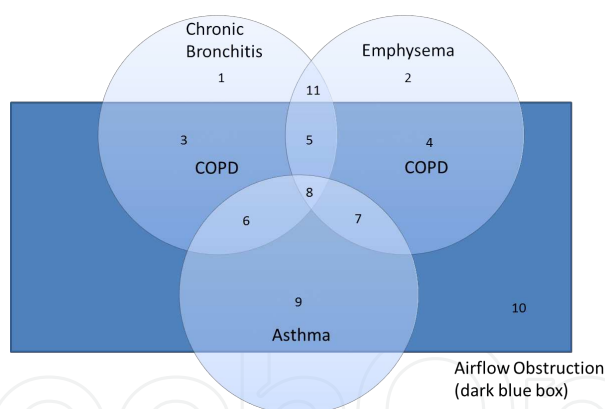 Chronic
Bronchitis
Emphysema
1
2
11
3
5
4
COPD
COPD
8
6
7
9
10
Asthma
Airflow Obstruction
(dark blue box)